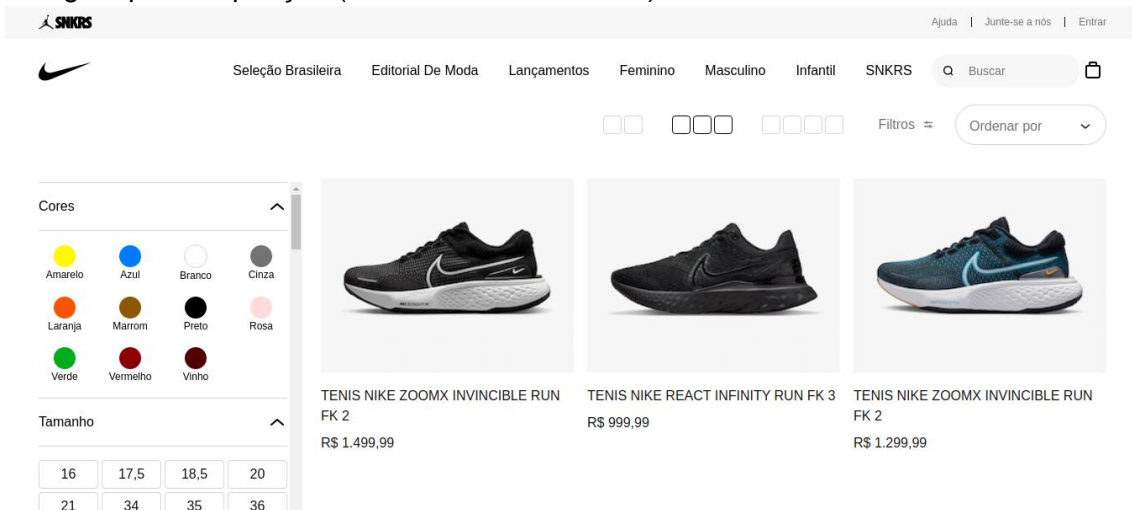 SNKRS
Ajuda | Junte-se a nós | Entrar
Seleção Brasileira Editorial De Moda Lançamentos Feminino Masculino Infantil SNKRS Buscar
Filtros Ordenar por
Cores
Amarelo Azul Branco Cinza
Laranja Marrom Preto Rosa
Verde Vermelho Vinho
Tamanho
16 17,5 18,5 20
21 34 35 36
TENIS NIKE ZOOMX INVINCIBLE RUN
FK 2
R$ 1.499,99
TENIS NIKE REACT INFINITY RUN FK 3
R$ 999,99
TENIS NIKE ZOOMX INVINCIBLE RUN
FK 2
R$ 1.299,99